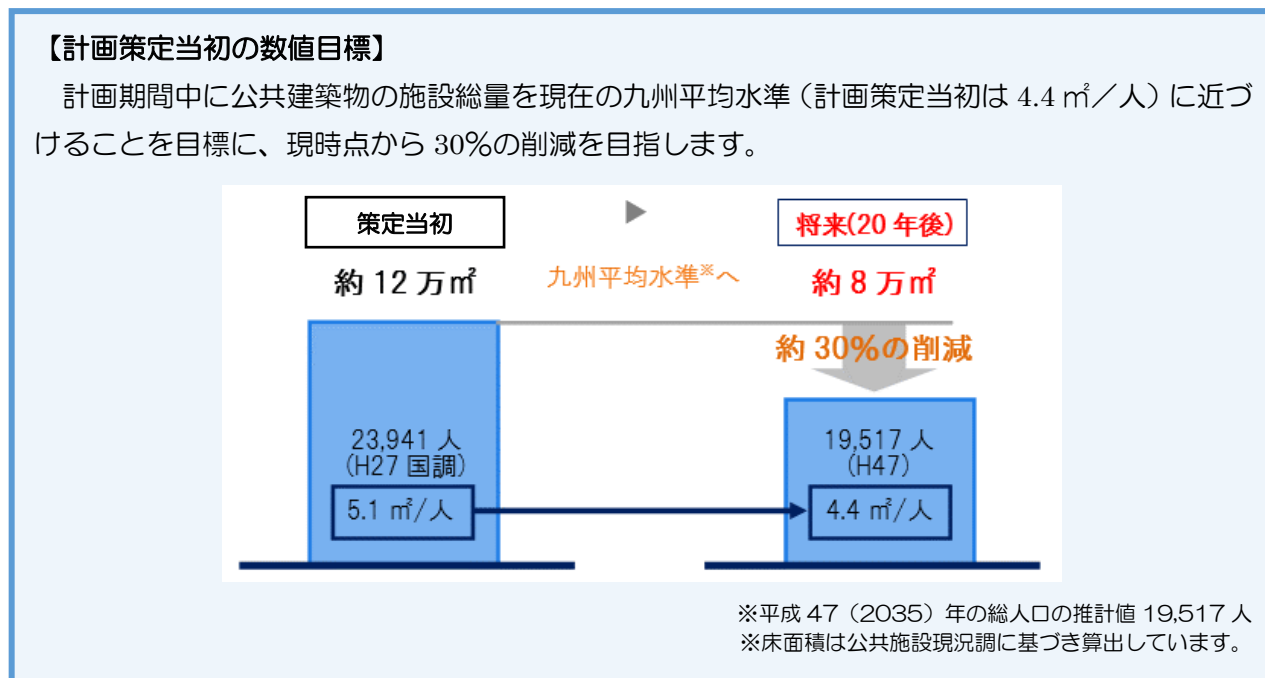 【計画策定当初の数値目標】
計画期間中に公共建築物の施設総量を現在の九州平均水準（計画策定当初は 4.4 ㎡／人）に近づ
けることを目標に、現時点から 30％の削減を目指します。
策定当初
▶
将来(20 年後)
約 12 万㎡
九州平均水準※へ
約 8 万㎡
約 30%の削減
23,941 人
(H27 国調)
5.1 ㎡/人
19,517 人
(H47)
4.4 ㎡/人
※平成 47（2035）年の総人口の推計値 19,517 人
※床面積は公共施設現況調に基づき算出しています。